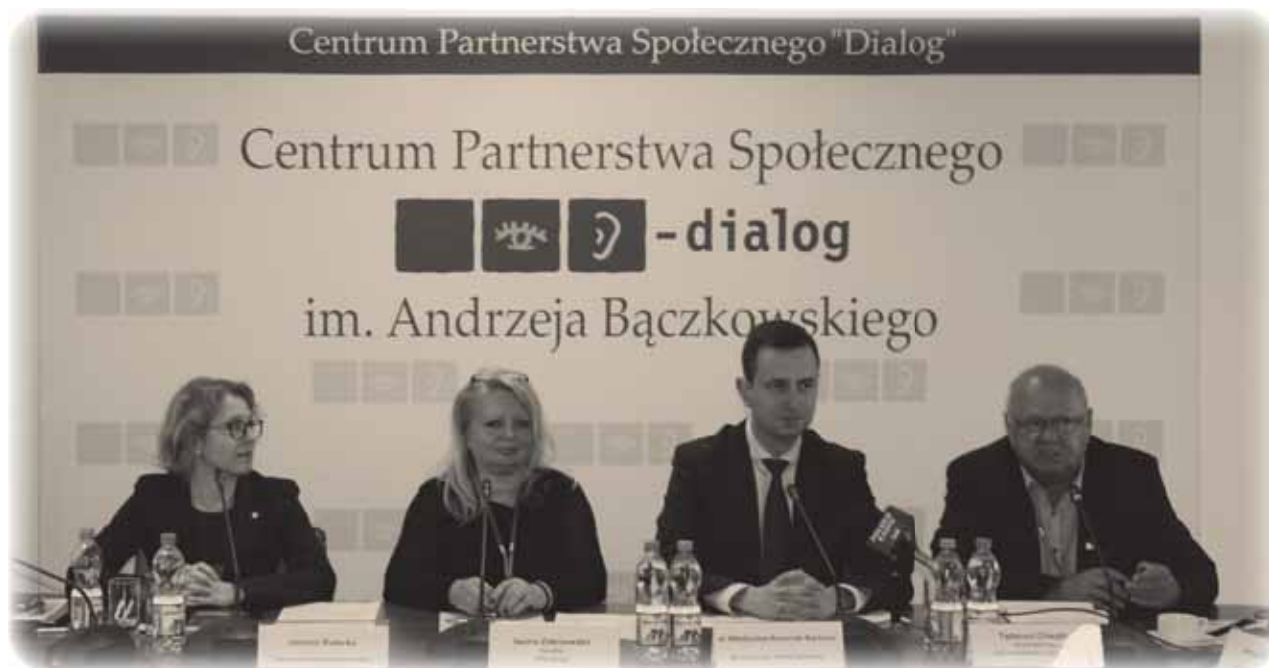 Centrum Partnerstwa Społecznego "Dialog"
Centrum Partnerstwa Społecznego
-dialog
im. Andrzeja Bączkowskiego